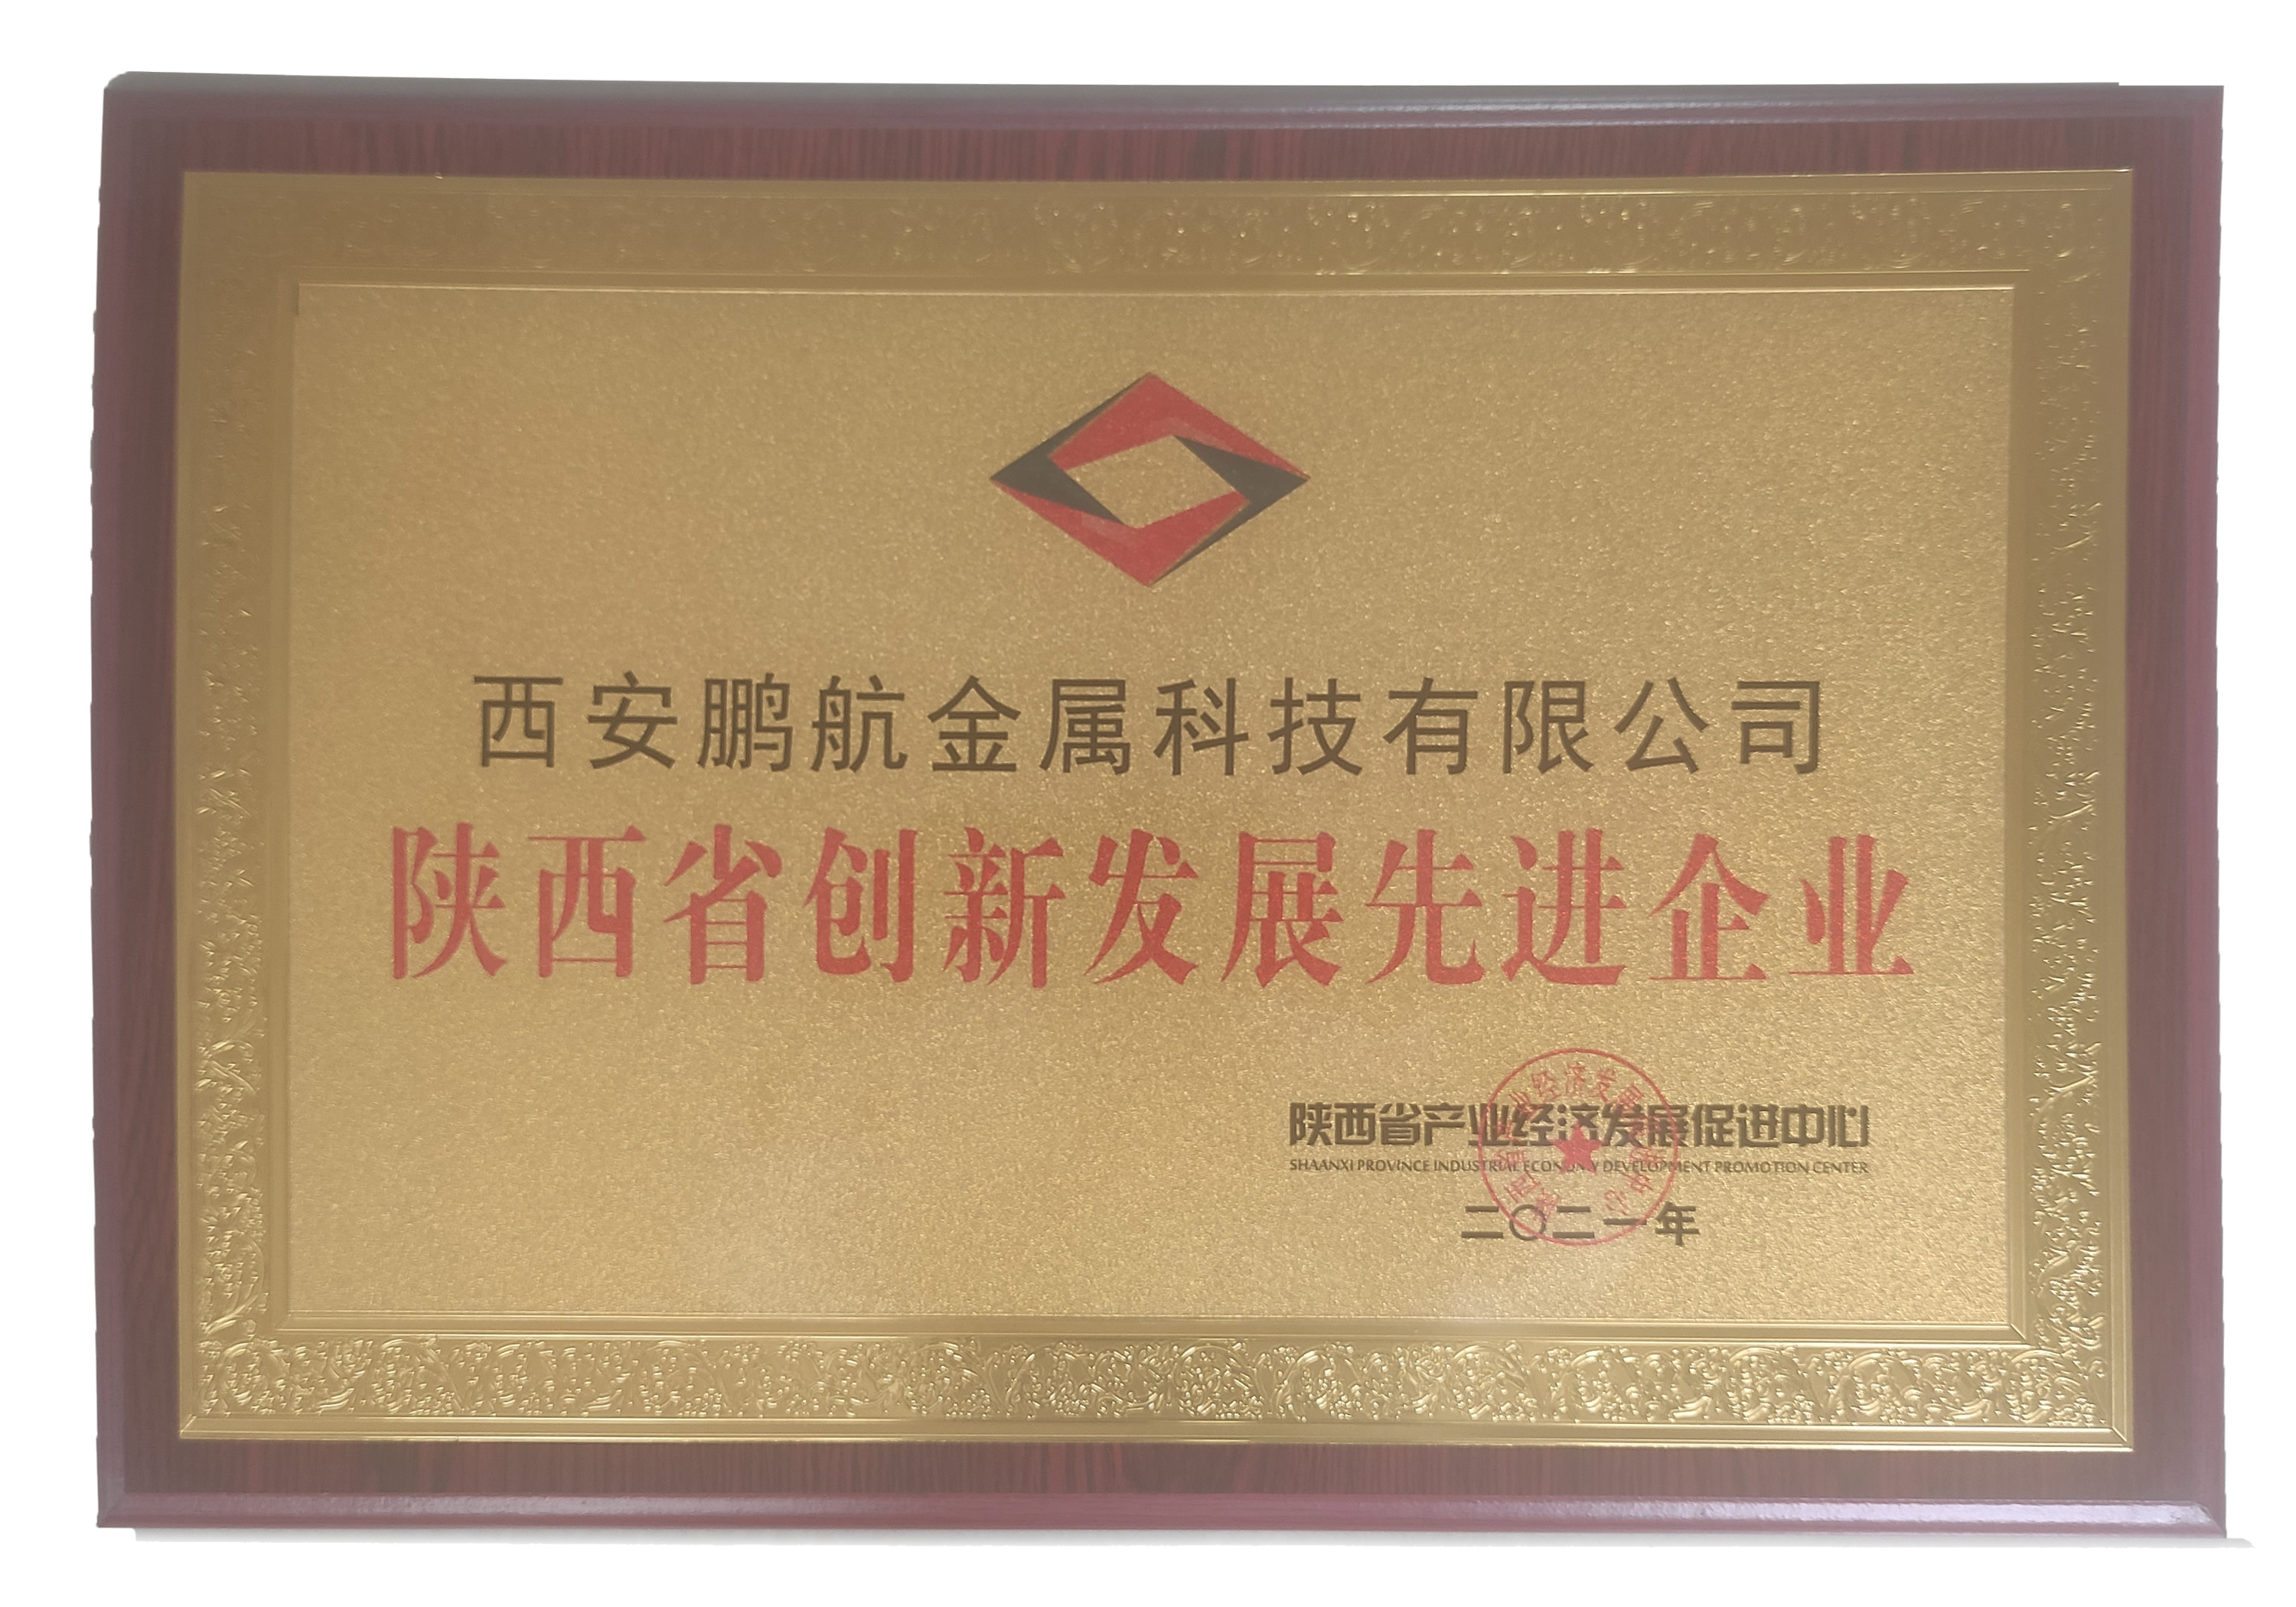 西安鹏航金属科技有限公司
陕西省创新发展先进企业
陕西省产业经济发展促进中心
SHAANXI PROVINCE INDUSTRIAL ECONOMY DEVELOPMENT PROMOTION CENTER
二〇二一年